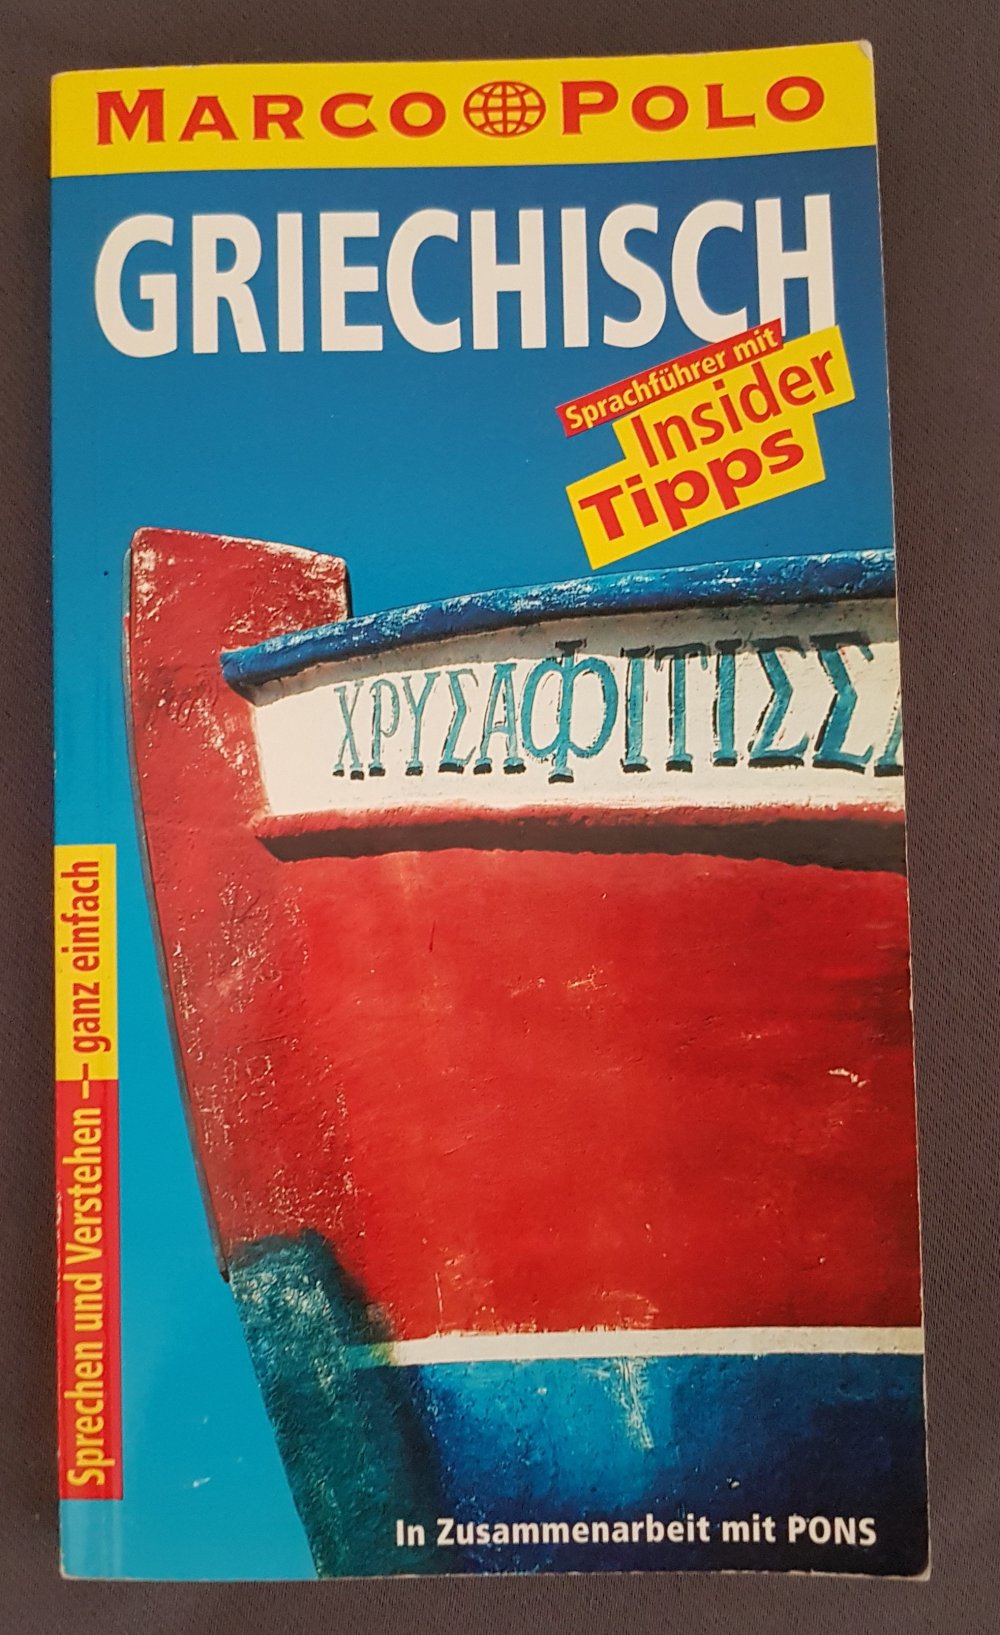 MARCO POLO
GRIECHISCH
Sprachführer mit
Insider
Tipps
ΧΡΥΣΑΦΙΤΙΣΣ
Sprechen und Verstehen – ganz einfach
In Zusammenarbeit mit PONS